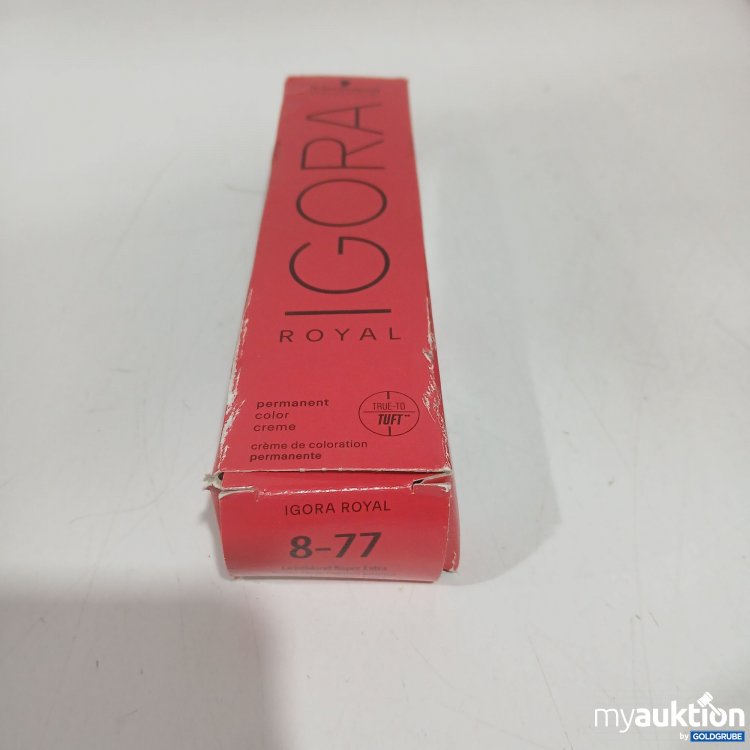 IGORA
ROYAL
permanent
color
creme
crème de coloration
permanente
TRUE-TO
TUFT
IGORA ROYAL
8-77
myauktion
by GOLDGRUBE